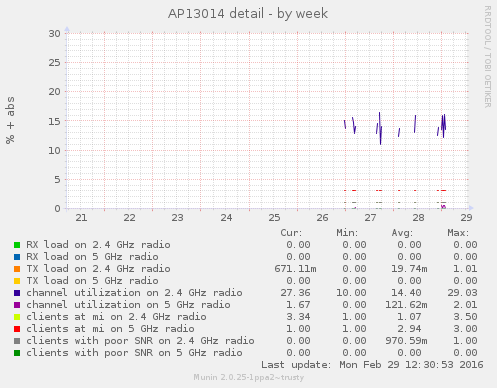 AP13014 detail - by week
RRDTOOL / TOBI OETIKER
% + abs
30
25
20
15
10
5
0
21 22 23 24 25 26 27 28 29
Cur: Min: Avg: Max:
RX load on 2.4 GHz radio 0.00 0.00 0.00 0.00
RX load on 5 GHz radio 0.00 0.00 0.00 0.00
TX load on 2.4 GHz radio 671.11m 0.00 19.74m 1.01
TX load on 5 GHz radio 0.00 0.00 0.00 0.00
channel utilization on 2.4 GHz radio 27.36 10.00 14.40 29.03
channel utilization on 5 GHz radio 1.67 0.00 121.62m 2.01
clients at mi on 2.4 GHz radio 3.34 1.00 1.07 3.50
clients at mi on 5 GHz radio 1.00 1.00 2.94 3.00
clients with poor SNR on 2.4 GHz radio 0.00 0.00 970.59m 1.00
clients with poor SNR on 5 GHz radio 0.00 0.00 0.00 0.00
Last update: Mon Feb 29 12:30:53 2016
Munin 2.0.25-1ppa2~trusty